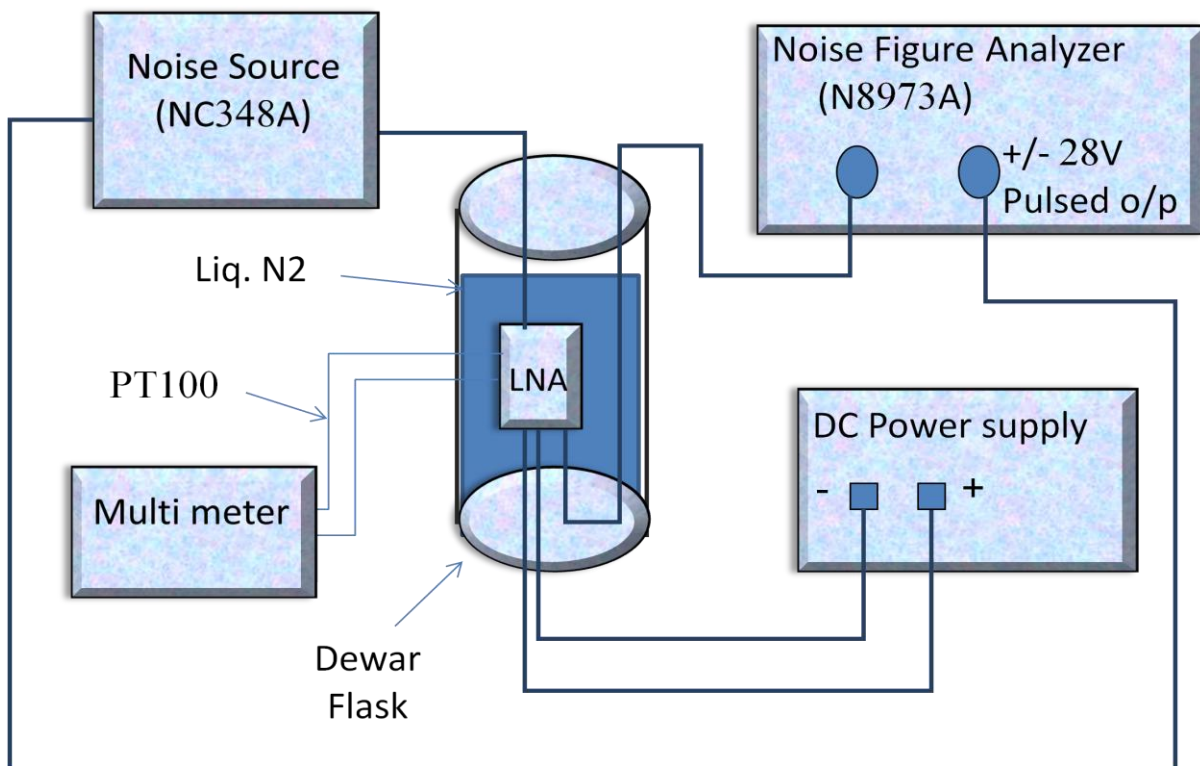 Noise Source
(NC348A)
Noise Figure Analyzer
(N8973A)
+/- 28V
Pulsed o/p
Liq. N2
LNA
PT100
DC Power supply
- +
Multi meter
Dewar
Flask